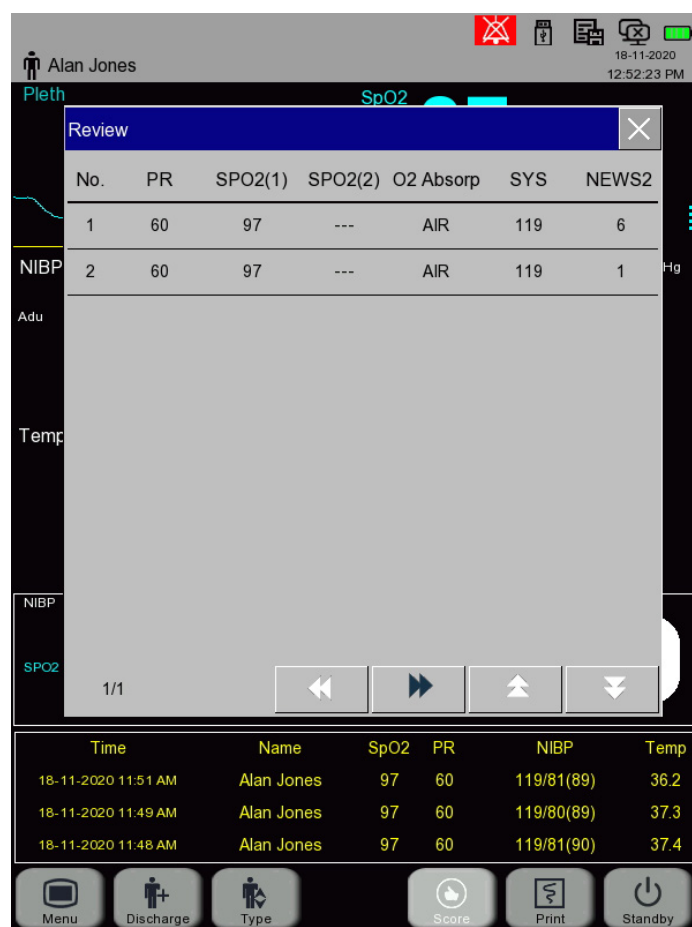 18-11-2020
Alan Jones
12:52:23 PM
Pleth SpO2
Review
No. PR SPO2(1) SPO2(2) O2 Absorp SYS NEWS2
1 60 97 --- AIR 119 6
NIBP 2 60 97 --- AIR 119 1 Hg
Adu
Temp
NIBP
SPO2
1/1
Time Name SpO2 PR NIBP Temp
18-11-2020 11:51 AM Alan Jones 97 60 119/81(89) 36.2
18-11-2020 11:49 AM Alan Jones 97 60 119/80(89) 37.3
18-11-2020 11:48 AM Alan Jones 97 60 119/81(90) 37.4
Menu Discharge Type Score Print Standby